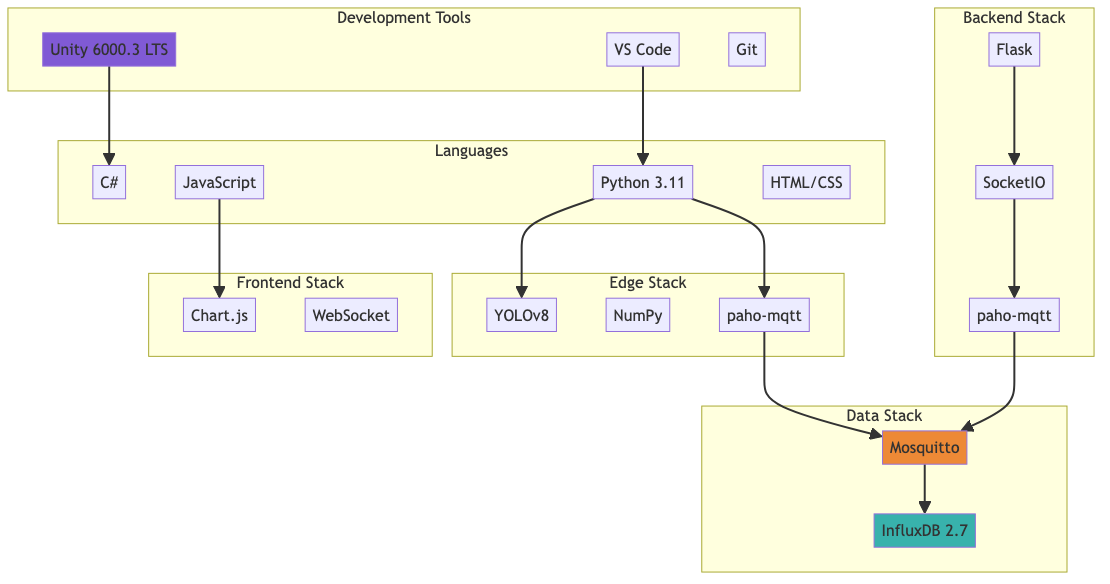 Development Tools
Unity 6000.3 LTS
VS Code
Git
Backend Stack
Flask
SocketIO
paho-mqtt
Languages
C#
JavaScript
Python 3.11
HTML/CSS
Frontend Stack
Chart.js
WebSocket
Edge Stack
YOLOv8
NumPy
paho-mqtt
Data Stack
Mosquitto
InfluxDB 2.7